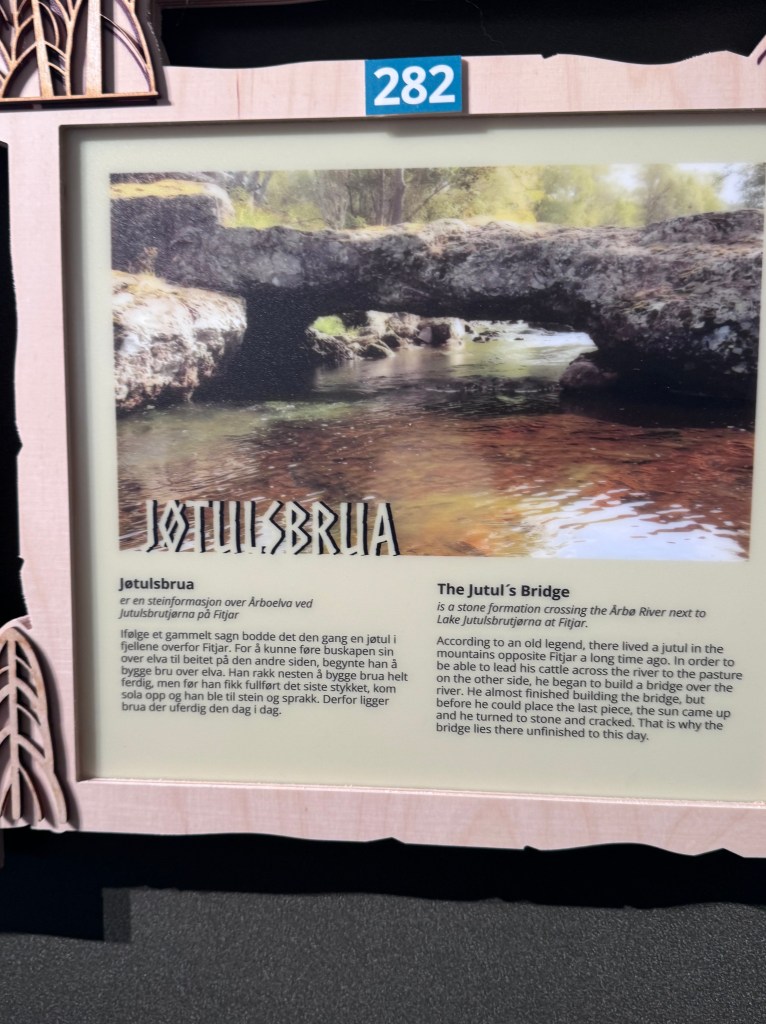 282
JØTULSBRUA
Jøtulsbrua
er en steinformasjon over Årboelva ved
Jutulsbrutjørna på Fitjar
Ifølge et gammelt sagn bodde det den gang en jøtul i
fjellene overfor Fitjar. For å kunne føre buskapen sin
over elva til beitet på den andre siden, begynte han å
bygge bru over elva. Han rakk nesten å bygge brua helt
ferdig, men før han fikk fullført det siste stykket, kom
sola opp og han ble til stein og sprakk. Derfor ligger
brua der uferdig den dag i dag.
The Jutul´s Bridge
is a stone formation crossing the Årbø River next to
Lake Jutulsbrutjørna at Fitjar.
According to an old legend, there lived a jutul in the
mountains opposite Fitjar a long time ago. In order to
be able to lead his cattle across the river to the pasture
on the other side, he began to build a bridge over the
river. He almost finished building the bridge, but
before he could place the last piece, the sun came up
and he turned to stone and cracked. That is why the
bridge lies there unfinished to this day.